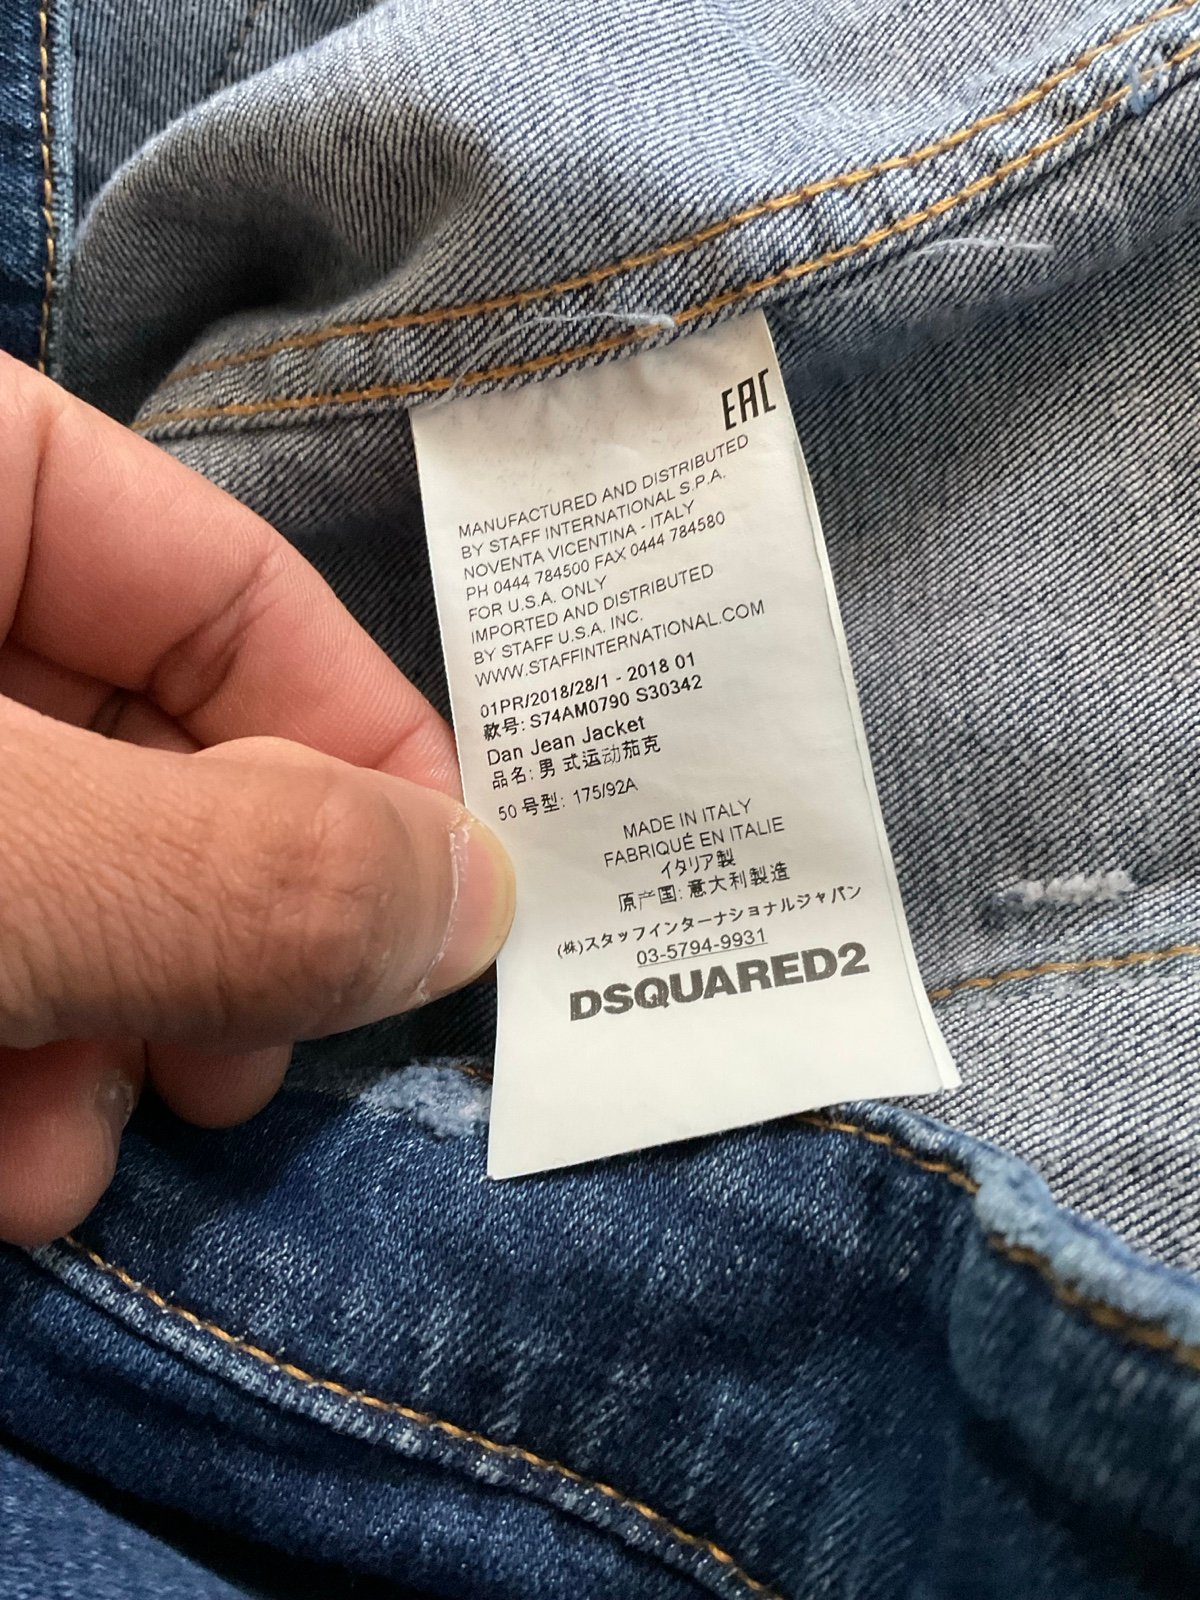 EAC
MANUFACTURED AND DISTRIBUTED
BY STAFF INTERNATIONAL S.P.A.
NOVENTA VICENTINA - ITALY
PH 0444 784500 FAX 0444 784580
FOR U.S.A. ONLY
IMPORTED AND DISTRIBUTED
BY STAFF U.S.A. INC.
WWW.STAFFINTERNATIONAL.COM
01PR/2018/28/1 - 2018 01
款号: S74AM0790 S30342
Dan Jean Jacket
品名: 男式运动茄克
50 号型: 175/92A
MADE IN ITALY
FABRIQUÉ EN ITALIE
イタリア製
原产国: 意大利製造
(株)スタッフインターナショナルジャパン
03-5794-9931
DSQUARED2